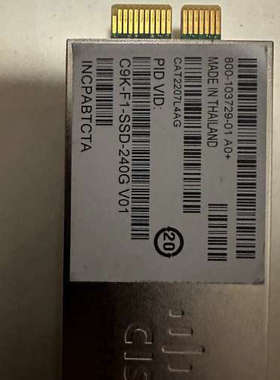 800-103729-01 A0+
MADE IN THAILAND
CAT2207L4AG
20
PID VID:
C9K-F1-SSD-240G V01
INCPABTCTA
cis